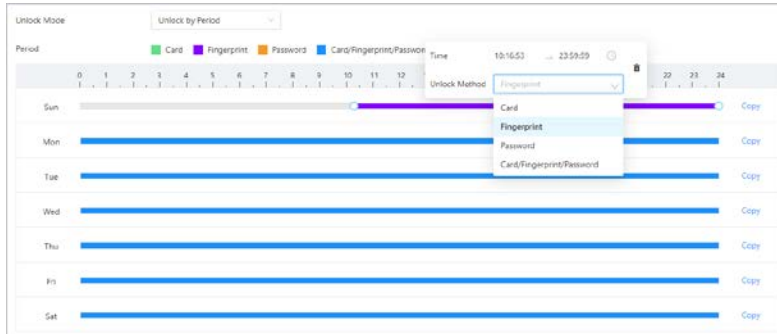 Unlock Mode Unlock by Period
Period Card Fingerprint Password Card/Fingerprint/Passwor
Time 10:16:53 → 23:59:59
0 1 2 3 4 5 6 7 8 9 10 11 12 22 23 24
Unlock Method Fingerprint
Sun Copy
Card
Fingerprint
Mon Copy
Password
Card/Fingerprint/Password
Tue Copy
Wed Copy
Thu Copy
Fri Copy
Sat Copy